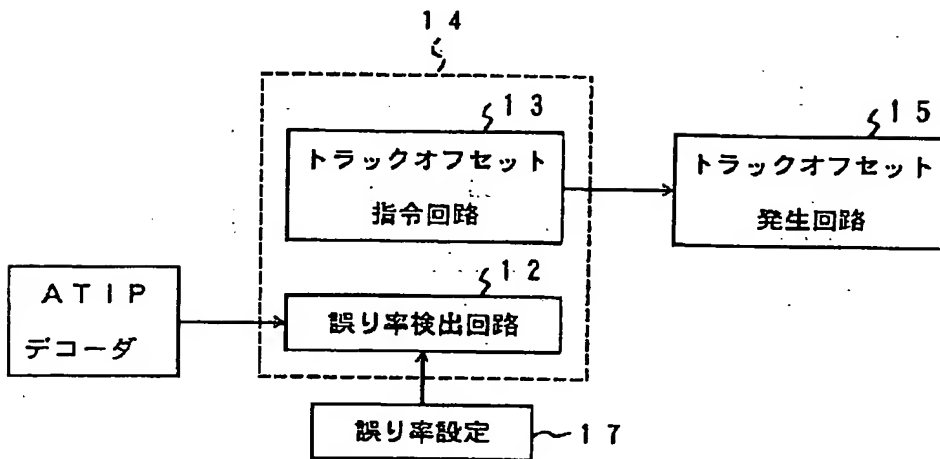 14
13
トラックオフセット
指令回路
15
トラックオフセット
発生回路
12
誤り率検出回路
ATIP
デコーダ
誤り率設定
17